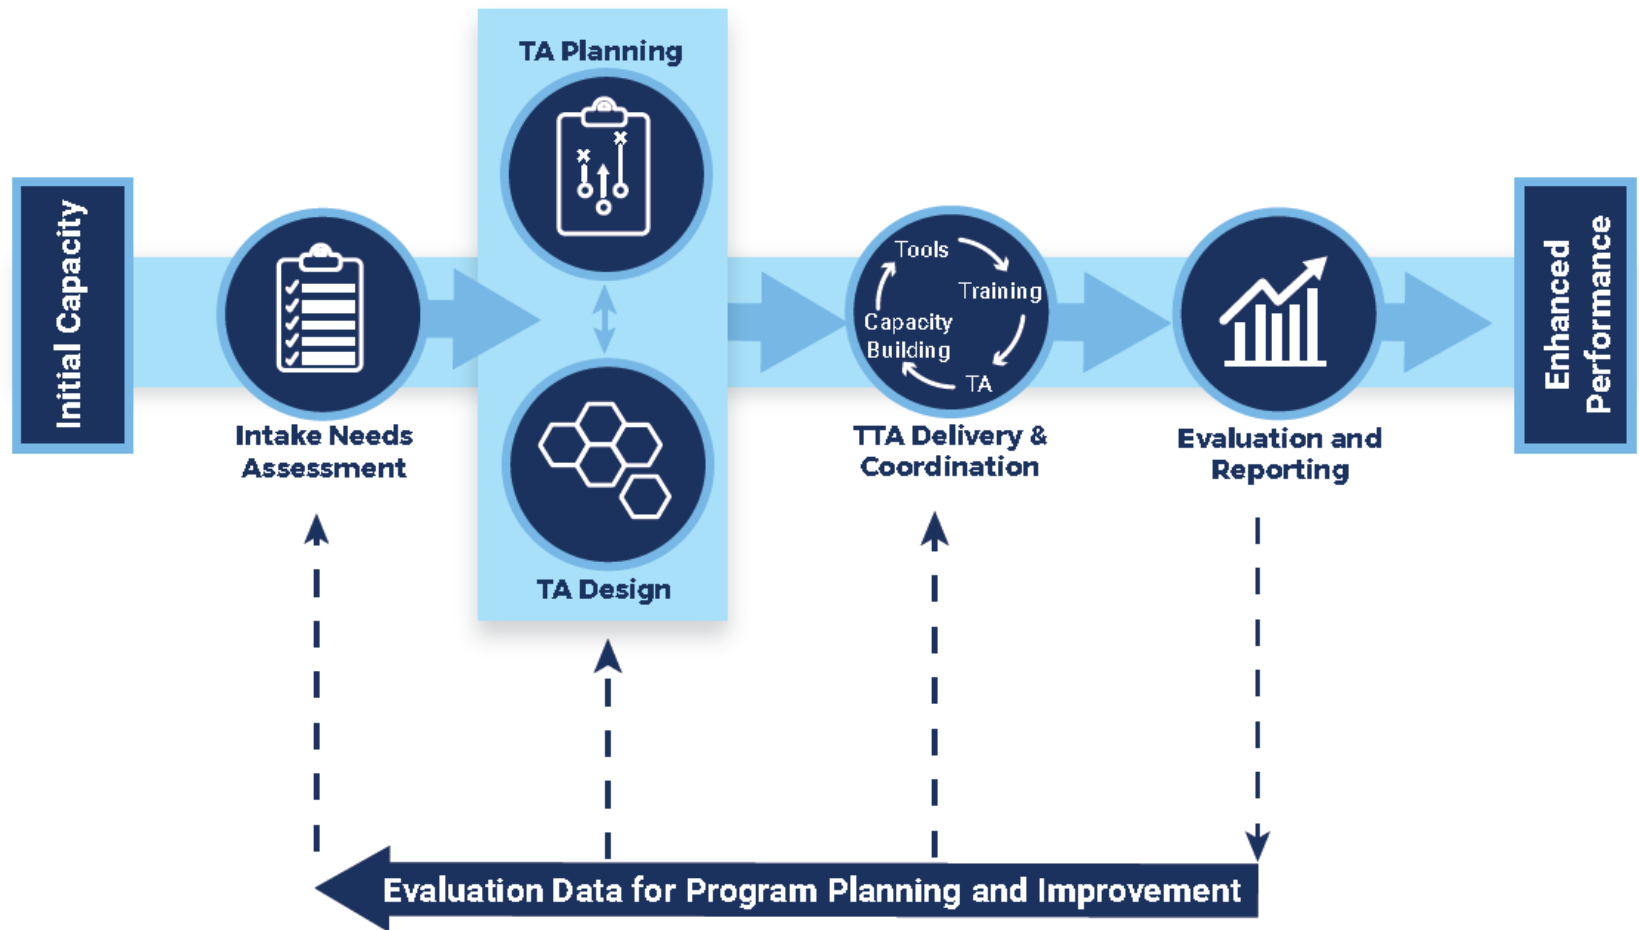 TA Planning
Initial Capacity
Intake Needs
Assessment
TA Design
Tools
Training
Capacity
Building
TA
TTA Delivery &
Coordination
Evaluation and
Reporting
Enhanced
Performance
Evaluation Data for Program Planning and Improvement